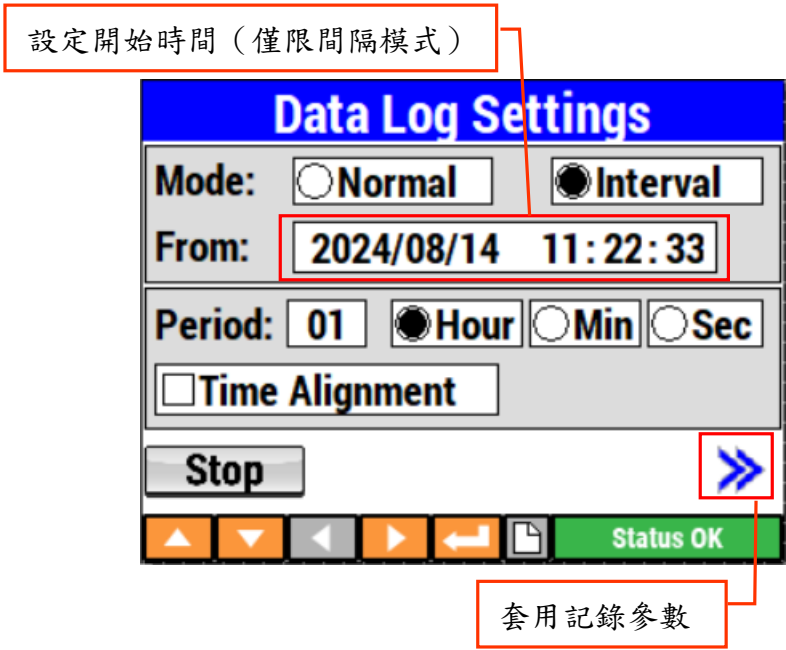 設定開始時間（僅限間隔模式）
Data Log Settings
Mode: Normal Interval
From: 2024/08/14 11:22:33
Period: 01 Hour Min Sec
Time Alignment
Stop
Status OK
套用記錄參數